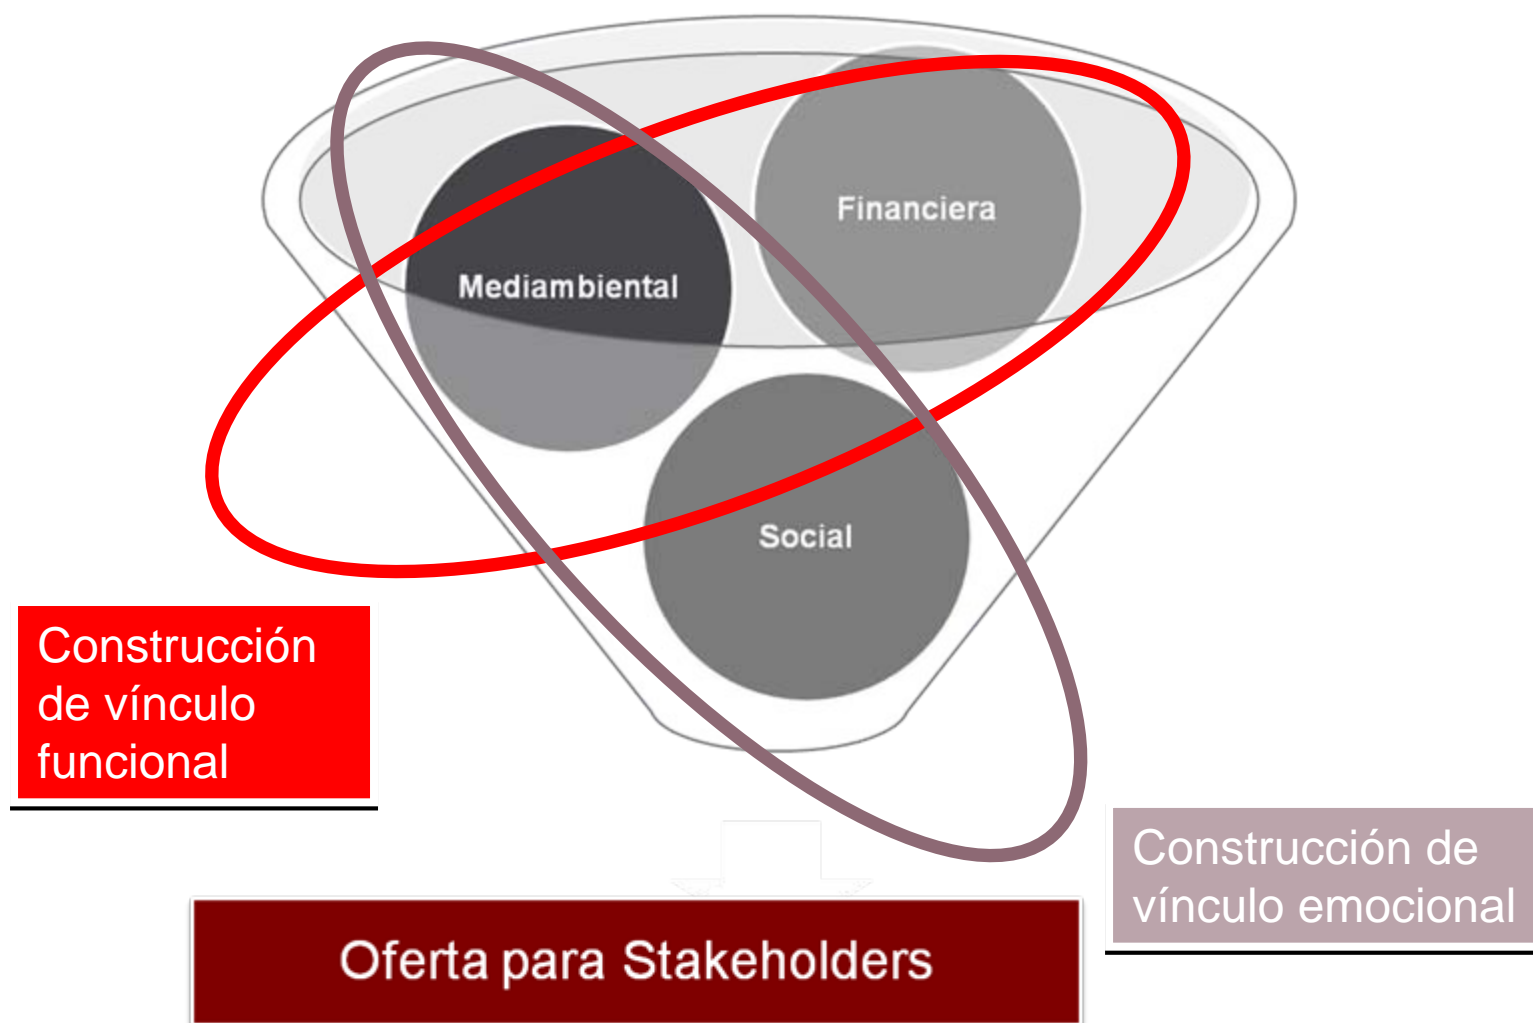 Financiera
Mediambiental
Social
Construcción
de vínculo
funcional
Construcción de
vínculo emocional
Oferta para Stakeholders